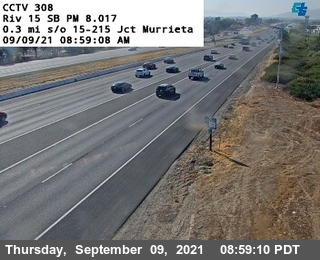 CCTV 308
Riv 15 SB PM 8.017
0.3 mi s/o 15-215 Jct Murrieta
09/09/21 08:59:08 AM
Thursday, September 09, 2021 08:59:10 PDT